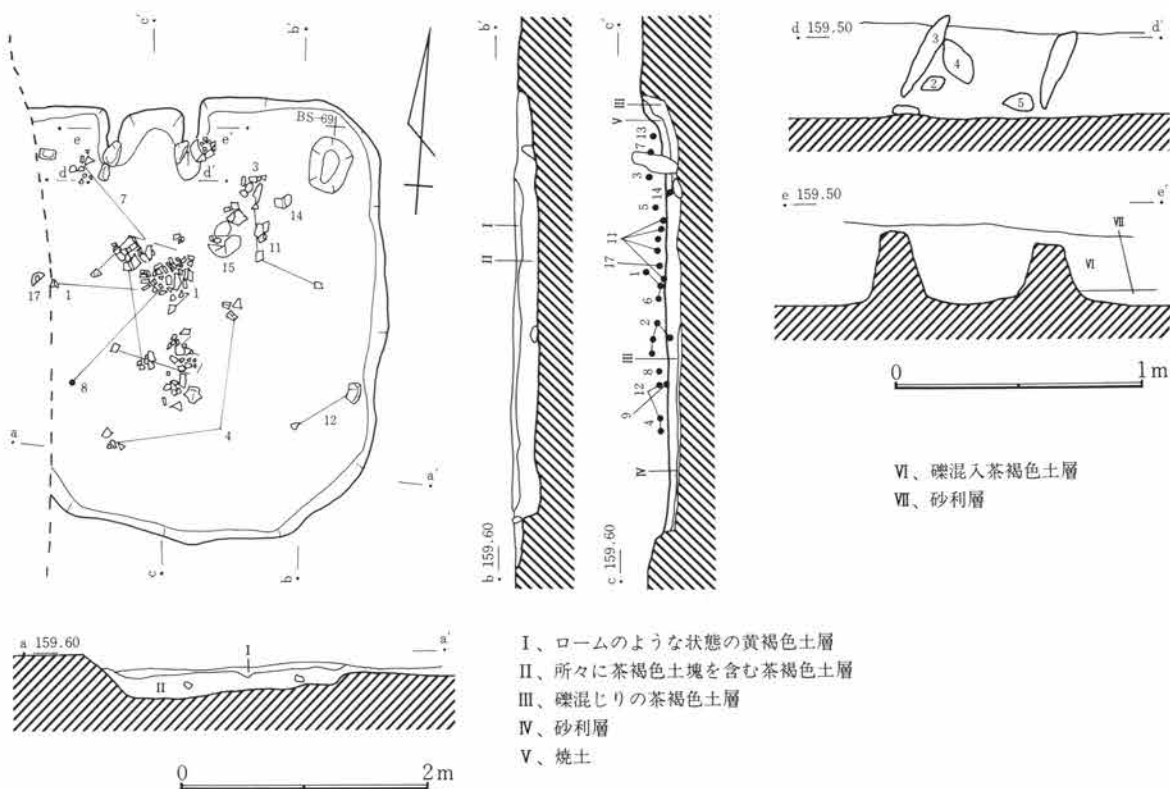 c'
b'
BS 69
e
e'
d
d'
3
7
14
11
15
17
1
1
8
12
4
a
a'
c
b
b'
I
II
b 159.60
c'
III
V
13
7
3
14
5
11
17
1
6
2
III
8
12
9
4
IV
c 159.60
d 159.50
d'
3
4
2
5
e 159.50
e'
VII
VI
0 1m
VI、礫混入茶褐色土層
VII、砂利層
a 159.60
a'
I
II
0 2m
I、ロームのような状態の黄褐色土層
II、所々に茶褐色土塊を含む茶褐色土層
III、礫混じりの茶褐色土層
IV、砂利層
V、焼土